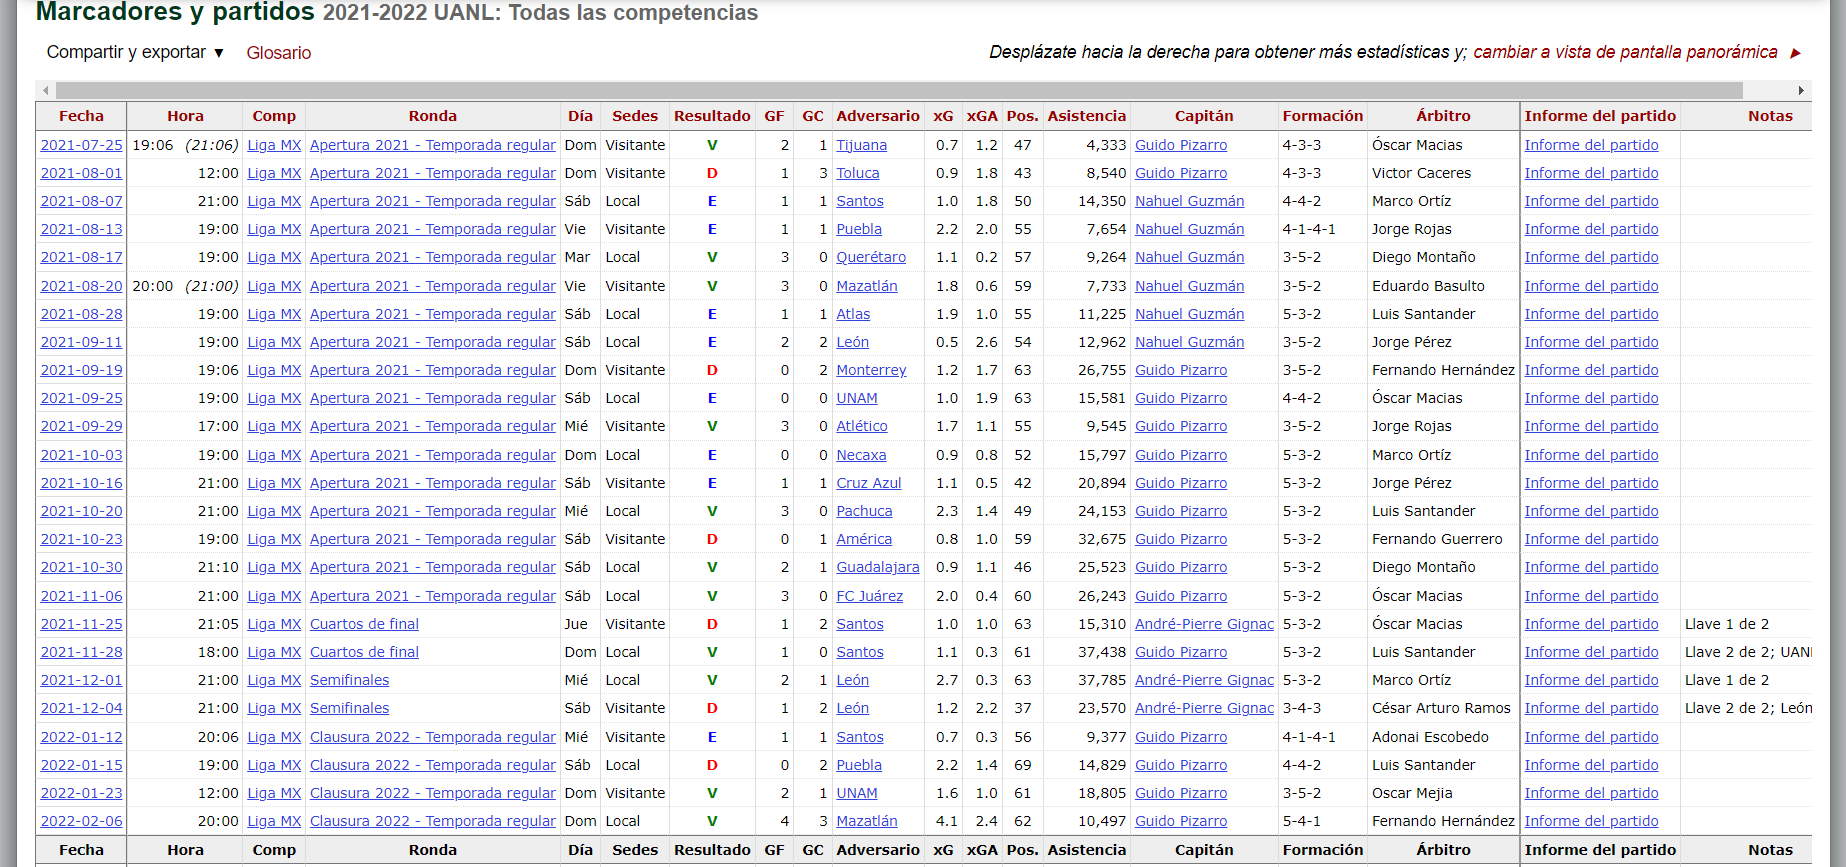 Marcadores y partidos 2021-2022 UANL: Todas las competencias
Compartir y exportar ▼ Glosario Desplázate hacia la derecha para obtener más estadísticas y; cambiar a vista de pantalla panorámica ►
Fecha Hora Comp Ronda Día Sedes Resultado GF GC Adversario xG xGA Pos. Asistencia Capitán Formación Árbitro Informe del partido Notas
2021-07-25 19:06 (21:06) Liga MX Apertura 2021 - Temporada regular Dom Visitante V 2 1 Tijuana 0.7 1.2 47 4,333 Guido Pizarro 4-3-3 Óscar Macias Informe del partido
2021-08-01 12:00 Liga MX Apertura 2021 - Temporada regular Dom Visitante D 1 3 Toluca 0.9 1.8 43 8,540 Guido Pizarro 4-3-3 Victor Caceres Informe del partido
2021-08-07 21:00 Liga MX Apertura 2021 - Temporada regular Sáb Local E 1 1 Santos 1.0 1.8 50 14,350 Nahuel Guzmán 4-4-2 Marco Ortíz Informe del partido
2021-08-13 19:00 Liga MX Apertura 2021 - Temporada regular Vie Visitante E 1 1 Puebla 2.2 2.0 55 7,654 Nahuel Guzmán 4-1-4-1 Jorge Rojas Informe del partido
2021-08-17 19:00 Liga MX Apertura 2021 - Temporada regular Mar Local V 3 0 Querétaro 1.1 0.2 57 9,264 Nahuel Guzmán 3-5-2 Diego Montaño Informe del partido
2021-08-20 20:00 (21:00) Liga MX Apertura 2021 - Temporada regular Vie Visitante V 3 0 Mazatlán 1.8 0.6 59 7,733 Nahuel Guzmán 3-5-2 Eduardo Basulto Informe del partido
2021-08-28 19:00 Liga MX Apertura 2021 - Temporada regular Sáb Local E 1 1 Atlas 1.9 1.0 55 11,225 Nahuel Guzmán 5-3-2 Luis Santander Informe del partido
2021-09-11 19:00 Liga MX Apertura 2021 - Temporada regular Sáb Local E 2 2 León 0.5 2.6 54 12,962 Nahuel Guzmán 3-5-2 Jorge Pérez Informe del partido
2021-09-19 19:06 Liga MX Apertura 2021 - Temporada regular Dom Visitante D 0 2 Monterrey 1.2 1.7 63 26,755 Guido Pizarro 3-5-2 Fernando Hernández Informe del partido
2021-09-25 19:00 Liga MX Apertura 2021 - Temporada regular Sáb Local E 0 0 UNAM 1.0 1.9 63 15,581 Guido Pizarro 4-4-2 Óscar Macias Informe del partido
2021-09-29 17:00 Liga MX Apertura 2021 - Temporada regular Mié Visitante V 3 0 Atlético 1.7 1.1 55 9,545 Guido Pizarro 3-5-2 Jorge Rojas Informe del partido
2021-10-03 19:00 Liga MX Apertura 2021 - Temporada regular Dom Local E 0 0 Necaxa 0.9 0.8 52 15,797 Guido Pizarro 5-3-2 Marco Ortíz Informe del partido
2021-10-16 21:00 Liga MX Apertura 2021 - Temporada regular Sáb Visitante E 1 1 Cruz Azul 1.1 0.5 42 20,894 Guido Pizarro 5-3-2 Jorge Pérez Informe del partido
2021-10-20 21:00 Liga MX Apertura 2021 - Temporada regular Mié Local V 3 0 Pachuca 2.3 1.4 49 24,153 Guido Pizarro 5-3-2 Luis Santander Informe del partido
2021-10-23 19:00 Liga MX Apertura 2021 - Temporada regular Sáb Visitante D 0 1 América 0.8 1.0 59 32,675 Guido Pizarro 5-3-2 Fernando Guerrero Informe del partido
2021-10-30 21:10 Liga MX Apertura 2021 - Temporada regular Sáb Local V 2 1 Guadalajara 0.9 1.1 46 25,523 Guido Pizarro 5-3-2 Diego Montaño Informe del partido
2021-11-06 21:00 Liga MX Apertura 2021 - Temporada regular Sáb Local V 3 0 FC Juárez 2.0 0.4 60 26,243 Guido Pizarro 5-3-2 Óscar Macias Informe del partido
2021-11-25 21:05 Liga MX Cuartos de final Jue Visitante D 1 2 Santos 1.0 1.0 63 15,310 André-Pierre Gignac 5-3-2 Óscar Macias Informe del partido Llave 1 de 2
2021-11-28 18:00 Liga MX Cuartos de final Dom Local V 1 0 Santos 1.1 0.3 61 37,438 Guido Pizarro 5-3-2 Luis Santander Informe del partido Llave 2 de 2; UAN
2021-12-01 21:00 Liga MX Semifinales Mié Local V 2 1 León 2.7 0.3 63 37,785 André-Pierre Gignac 5-3-2 Marco Ortíz Informe del partido Llave 1 de 2
2021-12-04 21:00 Liga MX Semifinales Sáb Visitante D 1 2 León 1.2 2.2 37 23,570 André-Pierre Gignac 3-4-3 César Arturo Ramos Informe del partido Llave 2 de 2; León
2022-01-12 20:06 Liga MX Clausura 2022 - Temporada regular Mié Visitante E 1 1 Santos 0.7 0.3 56 9,377 Guido Pizarro 4-1-4-1 Adonai Escobedo Informe del partido
2022-01-15 19:00 Liga MX Clausura 2022 - Temporada regular Sáb Local D 0 2 Puebla 2.2 1.4 69 14,829 Guido Pizarro 4-4-2 Luis Santander Informe del partido
2022-01-23 12:00 Liga MX Clausura 2022 - Temporada regular Dom Visitante V 2 1 UNAM 1.6 1.0 61 18,805 Guido Pizarro 3-5-2 Oscar Mejia Informe del partido
2022-02-06 20:00 Liga MX Clausura 2022 - Temporada regular Dom Local V 4 3 Mazatlán 4.1 2.4 62 10,497 Guido Pizarro 5-4-1 Fernando Hernández Informe del partido
Fecha Hora Comp Ronda Día Sedes Resultado GF GC Adversario xG xGA Pos. Asistencia Capitán Formación Árbitro Informe del partido Notas